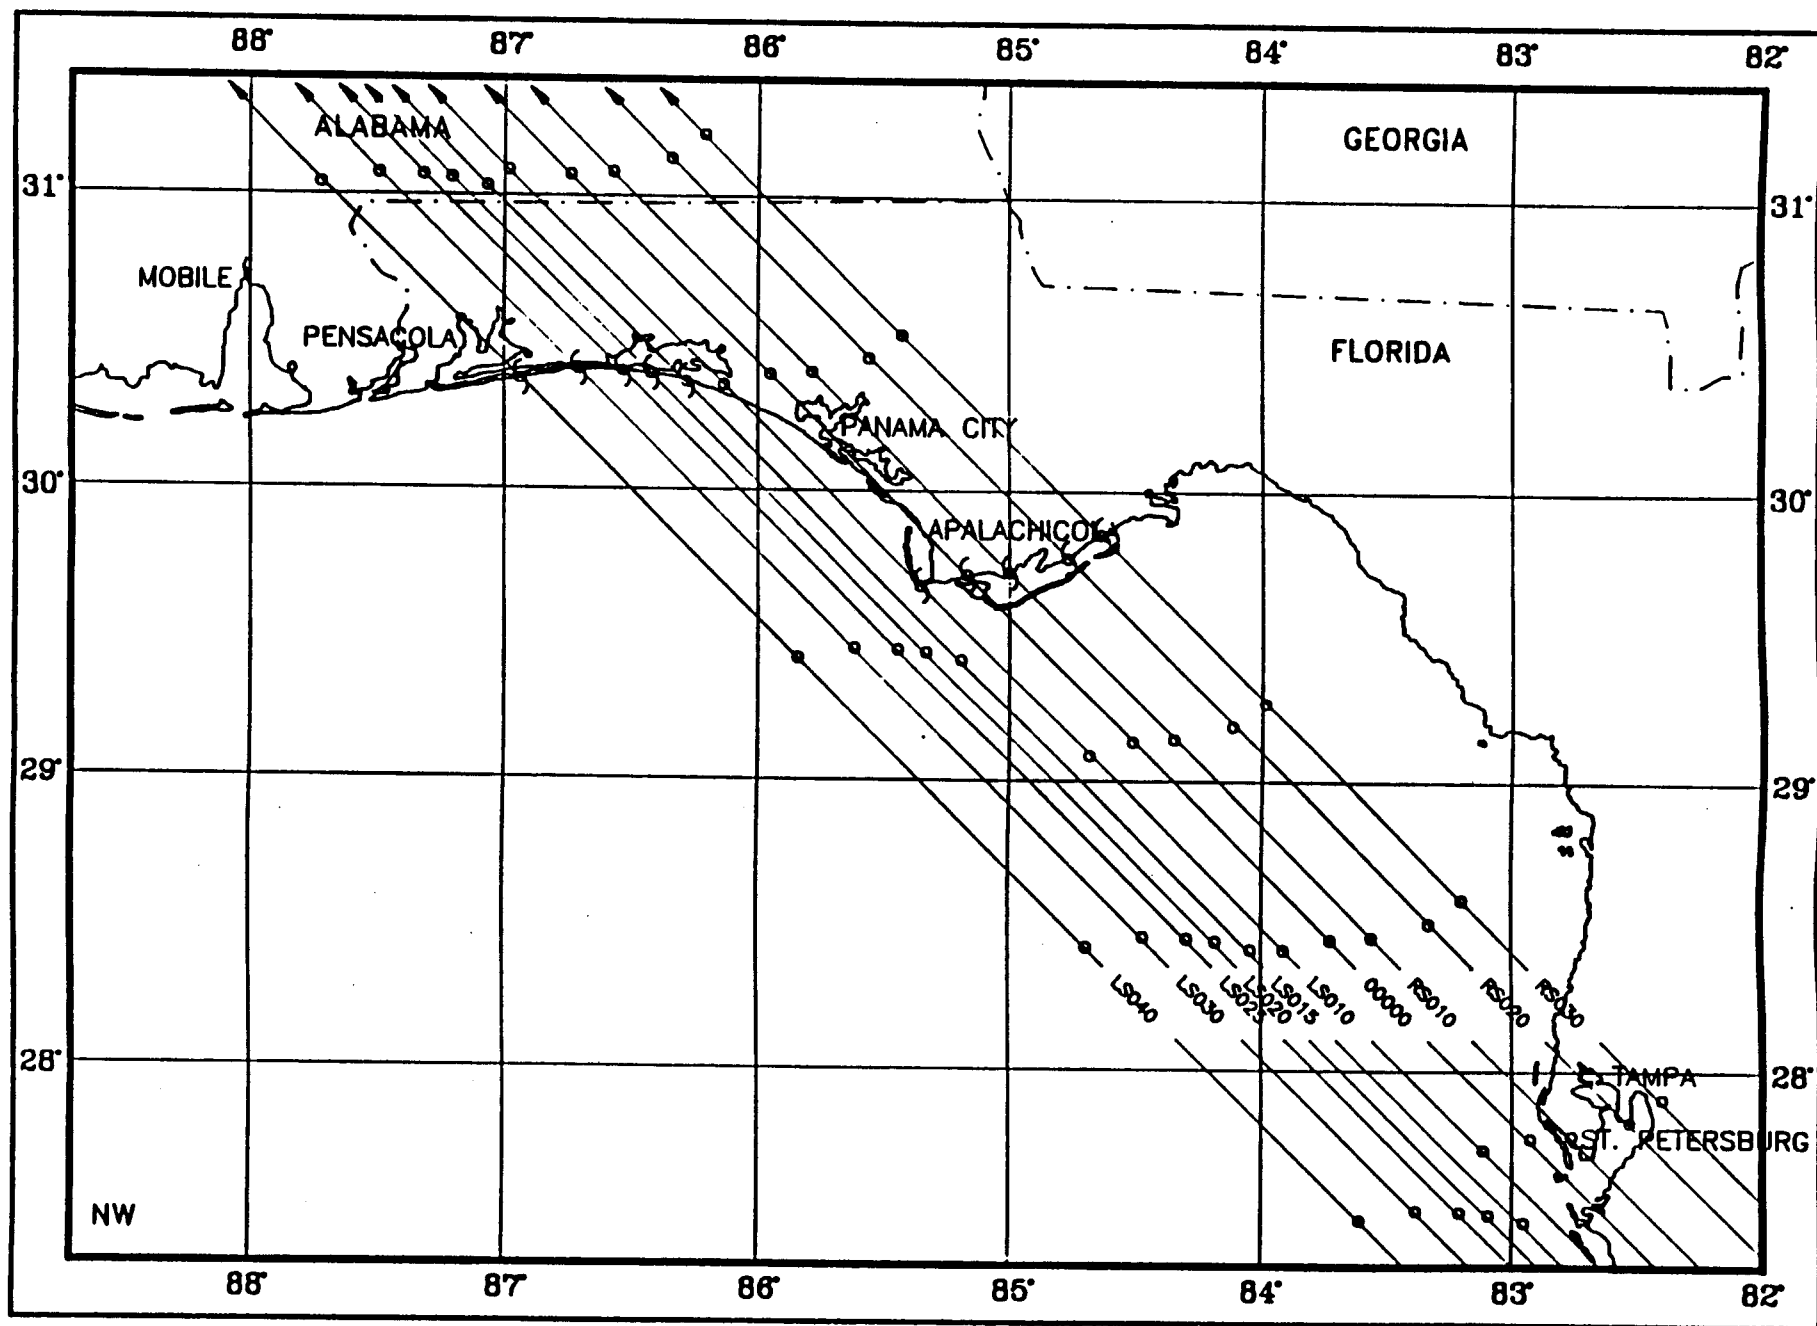 88° 87° 86° 85° 84° 83° 82°
ALABAMA
GEORGIA
31° 31°
MOBILE
PENSACOLA
FLORIDA
PANAMA CITY
30° 30°
APALACHICOL
29° 29°
LS040 LS030 LS025 LS020 LS015 LS010 00000 RS010 RS020 RS030
28° 28°
TAMPA
ST. PETERSBURG
NW
88° 87° 86° 85° 84° 83° 82°